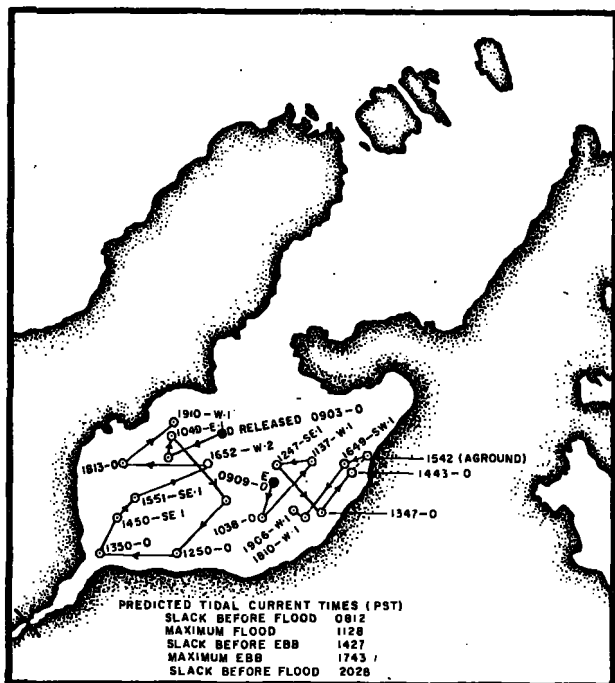 1910-W-1
1049-E-1
D RELEASED 0903-0
1813-0
1652-W-2
1247-SE-1
1137-W-1
1649-SW-1
1542 (AGROUND)
1443-0
0909-0
E
1551-SE-1
1450-SE 1
1038-0
1906-W-1
1810-W-1
1347-0
1350-0
1250-0
PREDICTED TIDAL CURRENT TIMES (PST)
SLACK BEFORE FLOOD 0812
MAXIMUM FLOOD 1128
SLACK BEFORE EBB 1427
MAXIMUM EBB 1743
SLACK BEFORE FLOOD 2028